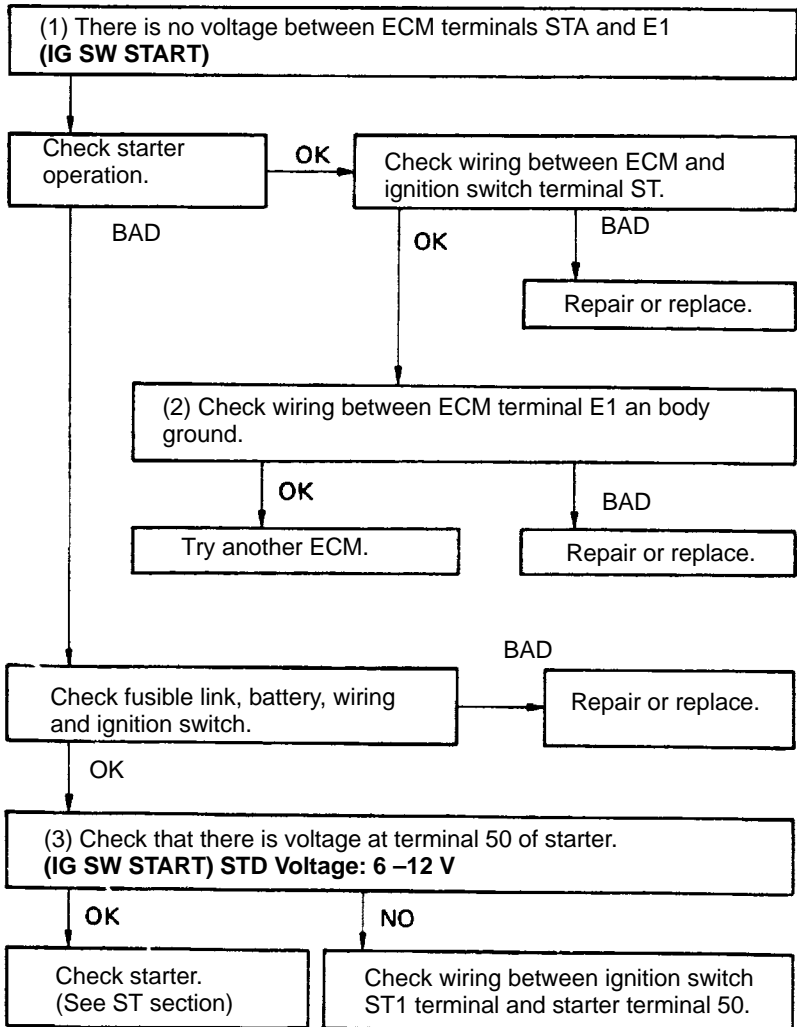 (1) There is no voltage between ECM terminals STA and E1
(IG SW START)
Check starter
operation.
OK
Check wiring between ECM and
ignition switch terminal ST.
BAD
OK
BAD
Repair or replace.
(2) Check wiring between ECM terminal E1 an body
ground.
OK
BAD
Try another ECM.
Repair or replace.
BAD
Check fusible link, battery, wiring
and ignition switch.
Repair or replace.
OK
(3) Check that there is voltage at terminal 50 of starter.
(IG SW START) STD Voltage: 6 –12 V
OK
NO
Check starter.
(See ST section)
Check wiring between ignition switch
ST1 terminal and starter terminal 50.